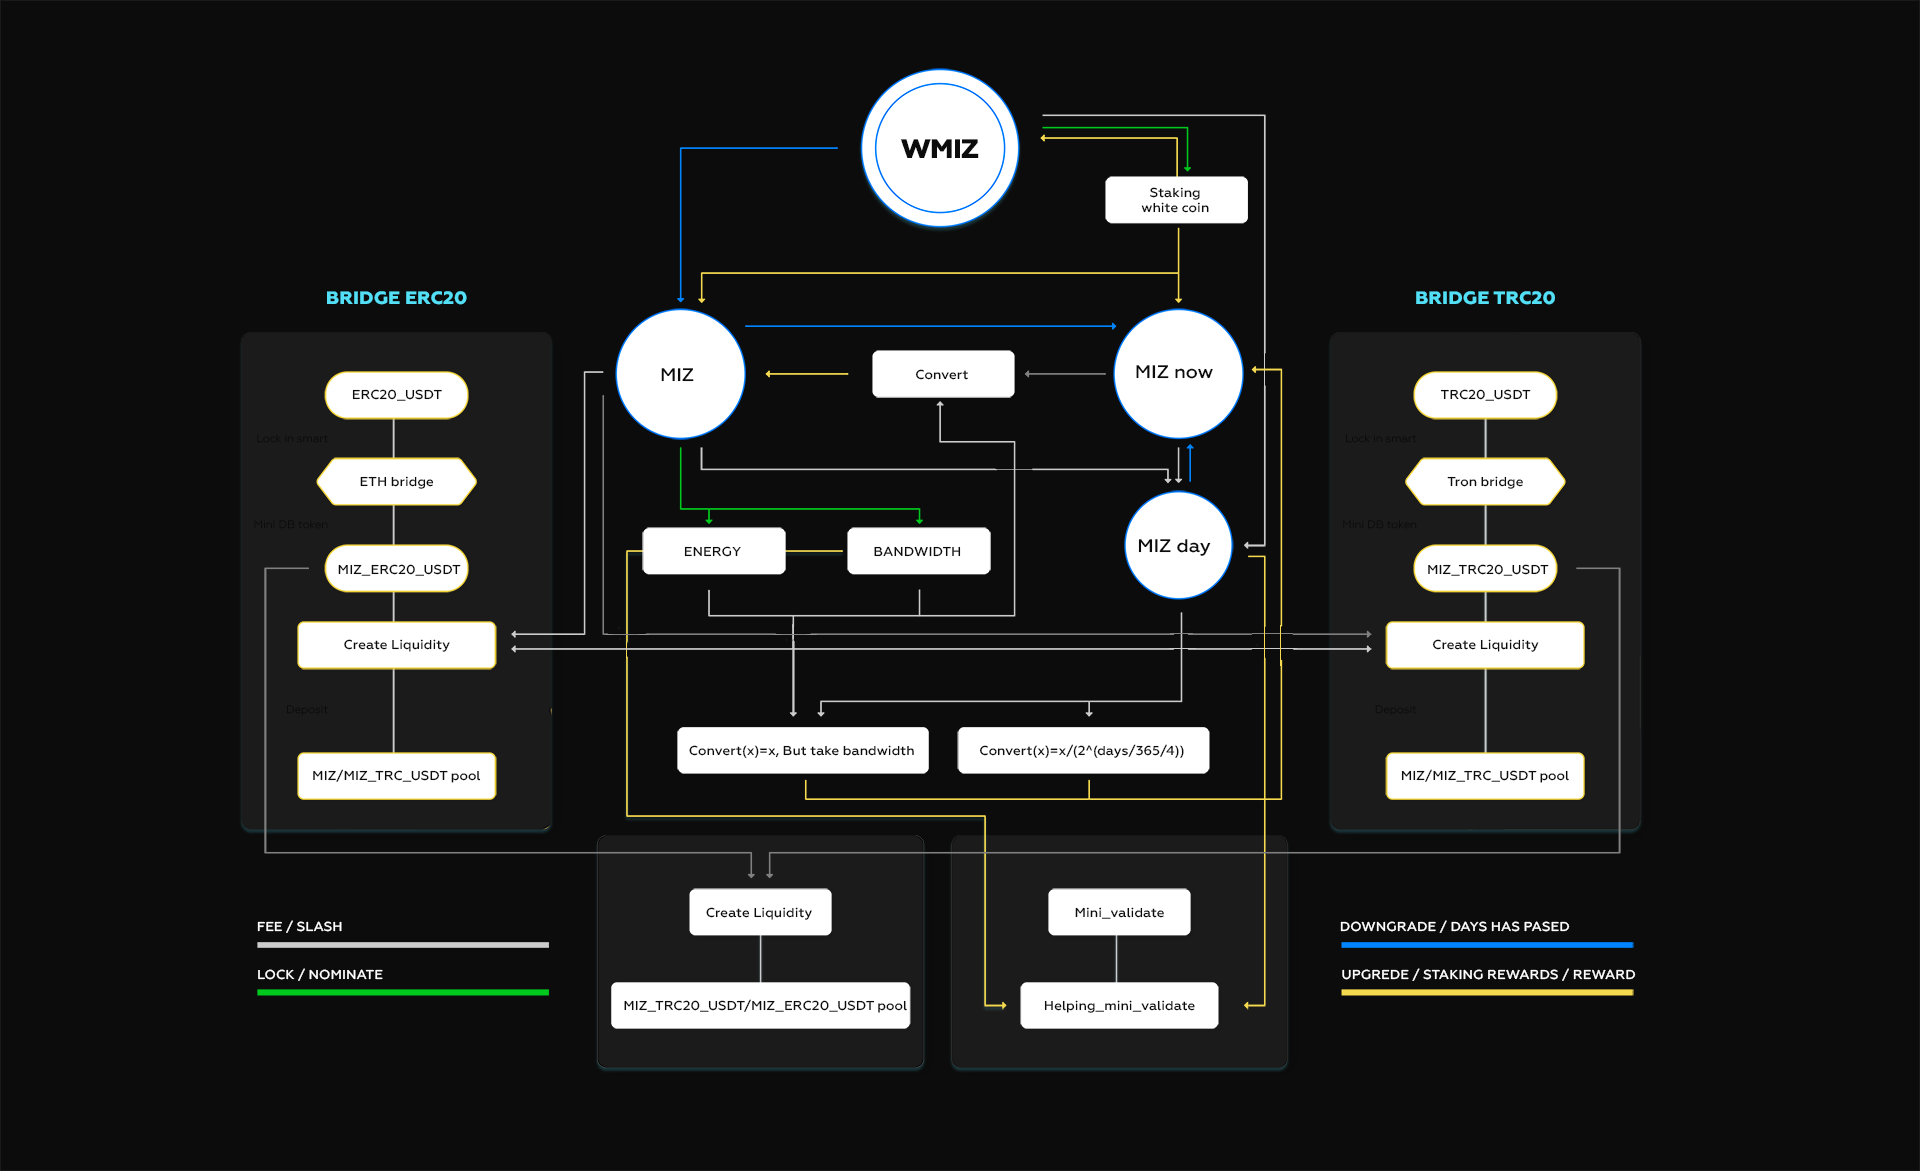 WMIZ
Staking
white coin
BRIDGE ERC20
BRIDGE TRC20
MIZ
Convert
MIZ now
ERC20_USDT
TRC20_USDT
Lock in smart
Lock in smart
ETH bridge
Tron bridge
Mini DB token
Mini DB token
ENERGY
BANDWIDTH
MIZ day
MIZ_ERC20_USDT
MIZ_TRC20_USDT
Create Liquidity
Create Liquidity
Deposit
Deposit
Convert(x)=x, But take bandwidth
Convert(x)=x/(2^(days/365/4))
MIZ/MIZ_TRC_USDT pool
MIZ/MIZ_TRC_USDT pool
Create Liquidity
Mini_validate
MIZ_TRC20_USDT/MIZ_ERC20_USDT pool
Helping_mini_validate
FEE / SLASH
LOCK / NOMINATE
DOWNGRADE / DAYS HAS PASED
UPGREDE / STAKING REWARDS / REWARD